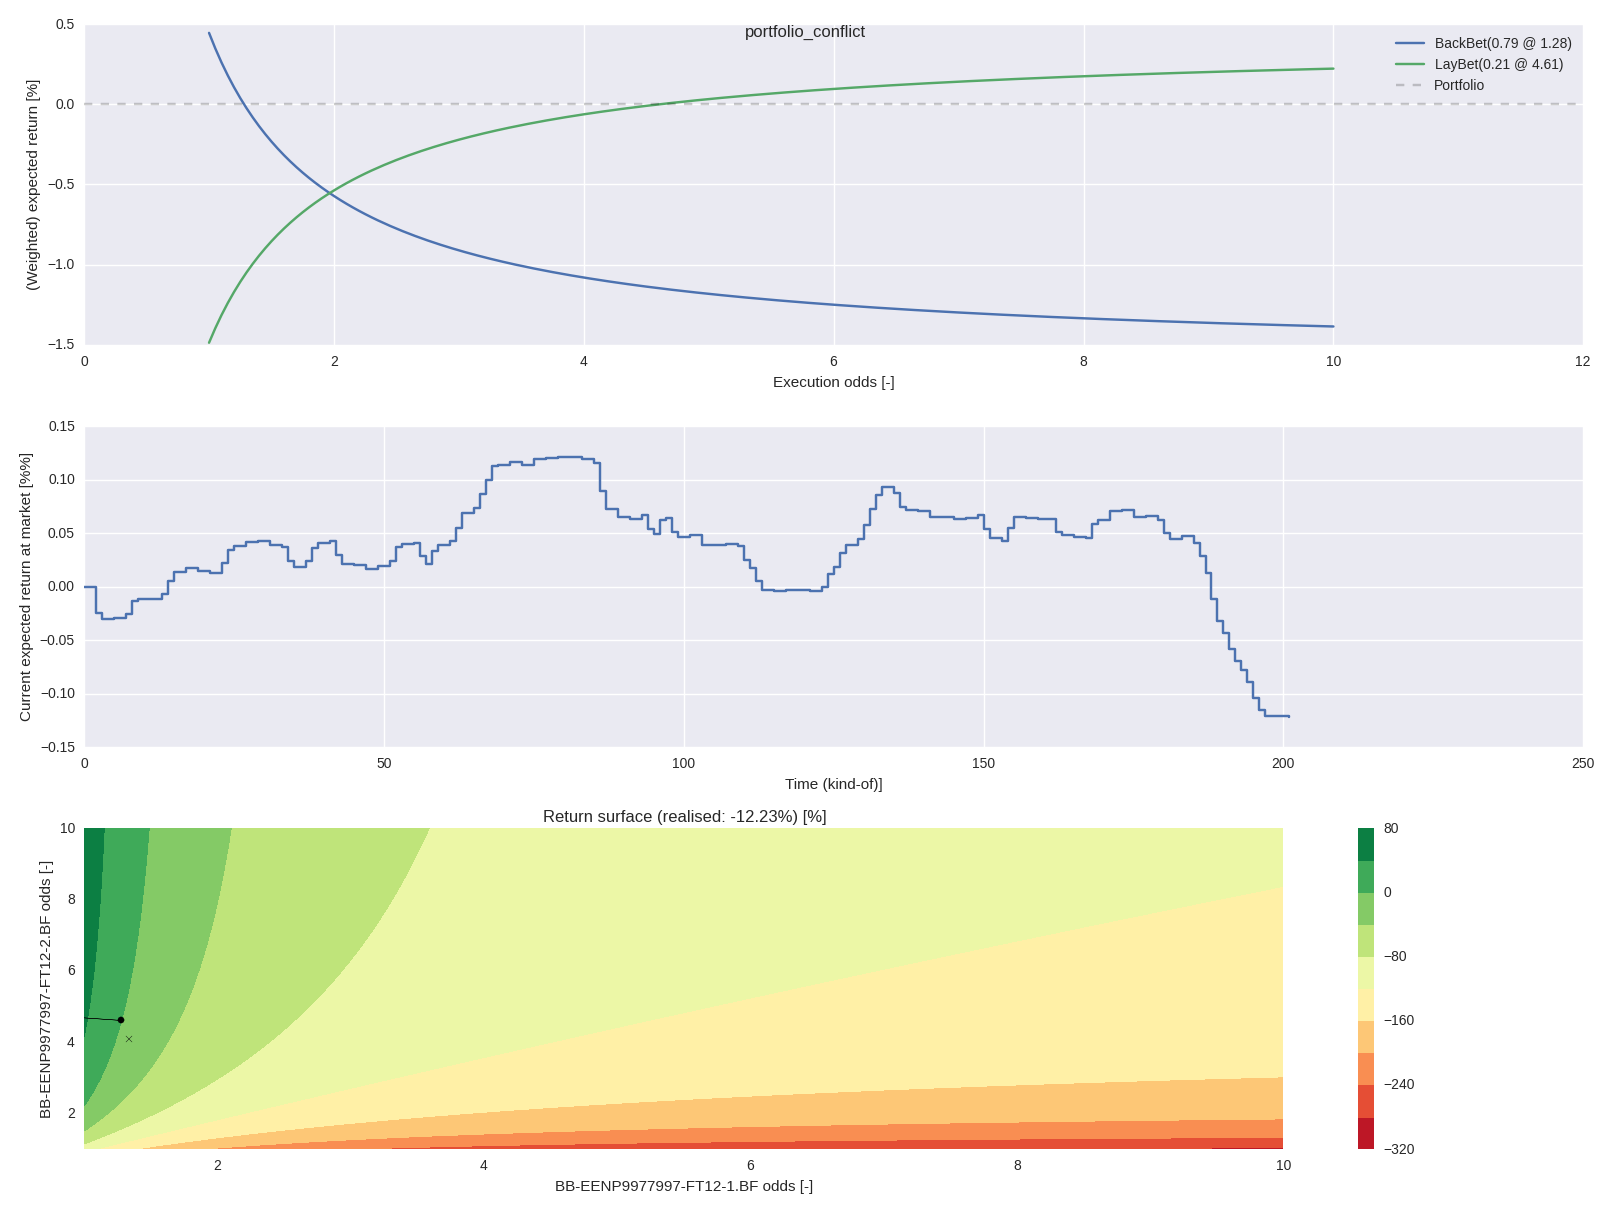 portfolio_conflict
BackBet(0.79 @ 1.28)
LayBet(0.21 @ 4.61)
Portfolio
(Weighted) expected return [%]
0.5
0.0
−0.5
−1.0
−1.5
0 2 4 6 8 10 12
Execution odds [-]
Current expected return at market [%%]
0.15
0.10
0.05
0.00
−0.05
−0.10
−0.15
0 50 100 150 200 250
Time (kind-of)]
Return surface (realised: -12.23%) [%]
BB-EENP9977997-FT12-2.BF odds [-]
10
8
6
4
2
2 4 6 8 10
BB-EENP9977997-FT12-1.BF odds [-]
80
0
−80
−160
−240
−320